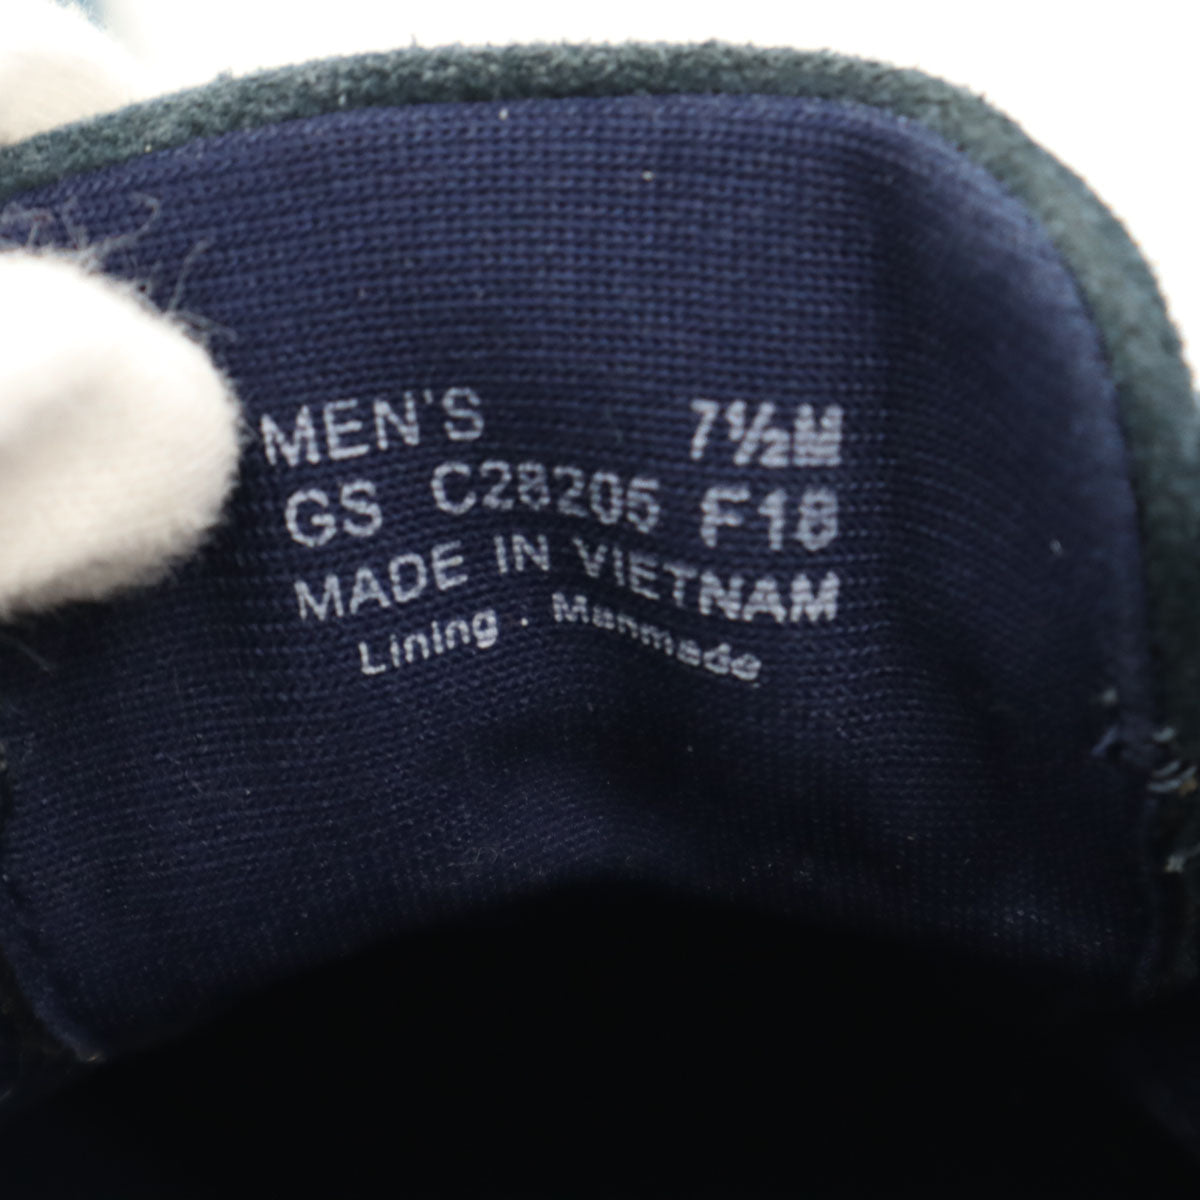 MEN'S 7½M
GS C28205 F18
MADE IN VIETNAM
Lining . Manmade